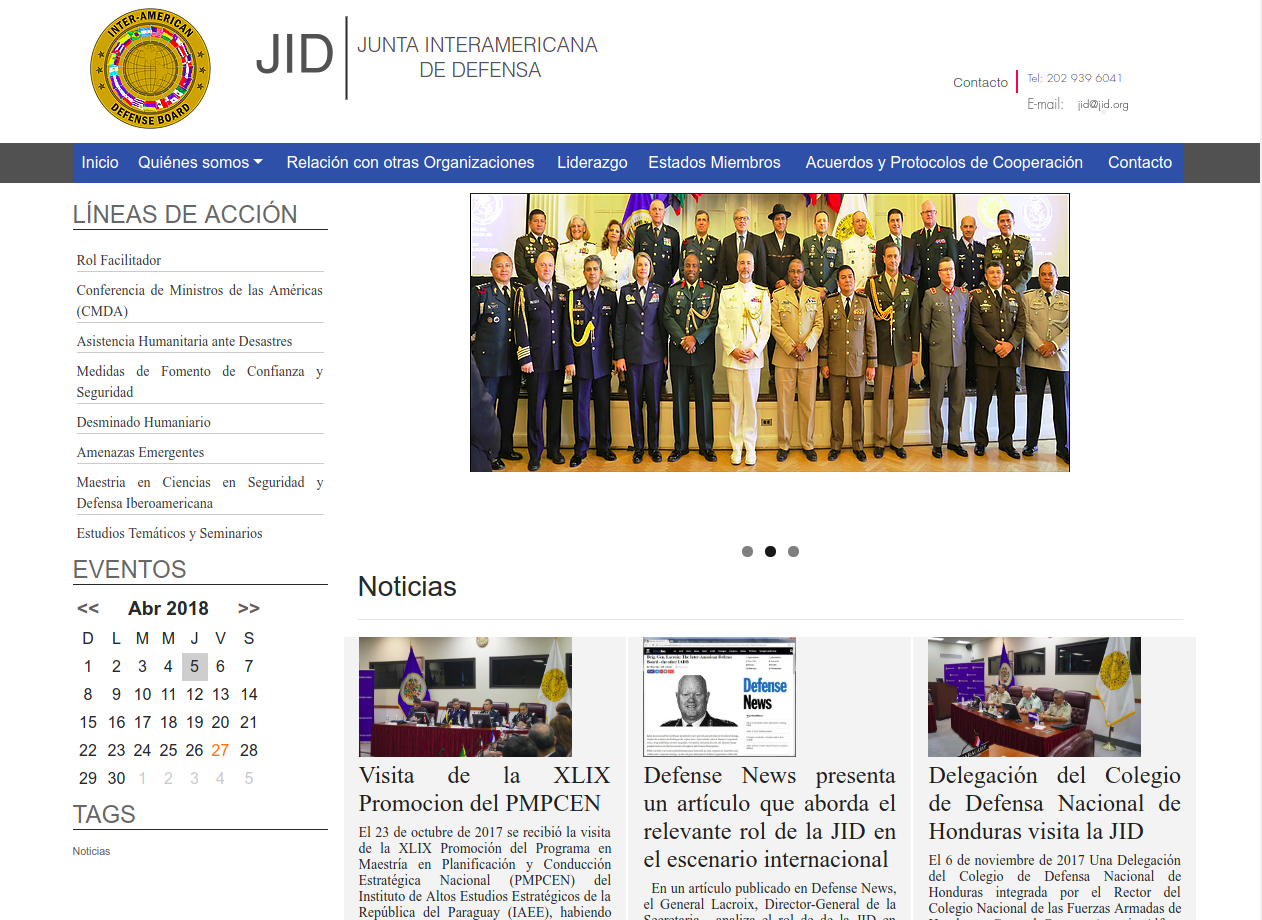 INTER-AMERICAN
DEFENSE BOARD
JID
JUNTA INTERAMERICANA
DE DEFENSA
Contacto
Tel: 202 939 6041
E-mail: jid@jid.org
Inicio Quiénes somos Relación con otras Organizaciones Liderazgo Estados Miembros Acuerdos y Protocolos de Cooperación Contacto
LÍNEAS DE ACCIÓN
Rol Facilitador
Conferencia de Ministros de las Américas
(CMDA)
Asistencia Humanitaria ante Desastres
Medidas de Fomento de Confianza y
Seguridad
Desminado Humaniario
Amenazas Emergentes
Maestria en Ciencias en Seguridad y
Defensa Iberoamericana
Estudios Temáticos y Seminarios
EVENTOS
<< Abr 2018 >>
D L M M J V S
1 2 3 4 5 6 7
8 9 10 11 12 13 14
15 16 17 18 19 20 21
22 23 24 25 26 27 28
29 30 1 2 3 4 5
TAGS
Noticias
Noticias
Visita de la XLIX
Promocion del PMPCEN
El 23 de octubre de 2017 se recibió la visita
de la XLIX Promoción del Programa en
Maestría en Planificación y Conducción
Estratégica Nacional (PMPCEN) del
Instituto de Altos Estudios Estratégicos de la
República del Paraguay (IAEE), habiendo
Brig. Gen. Lacroix: The Inter-American Defense
Defense
News
Defense News presenta
un artículo que aborda el
relevante rol de la JID en
el escenario internacional
En un artículo publicado en Defense News,
el General Lacroix, Director-General de la
Secretaria, analiza el rol de de la JID en
Delegación del Colegio
de Defensa Nacional de
Honduras visita la JID
El 6 de noviembre de 2017 Una Delegación
del Colegio de Defensa Nacional de
Honduras integrada por el Rector del
Colegio Nacional de las Fuerzas Armadas de